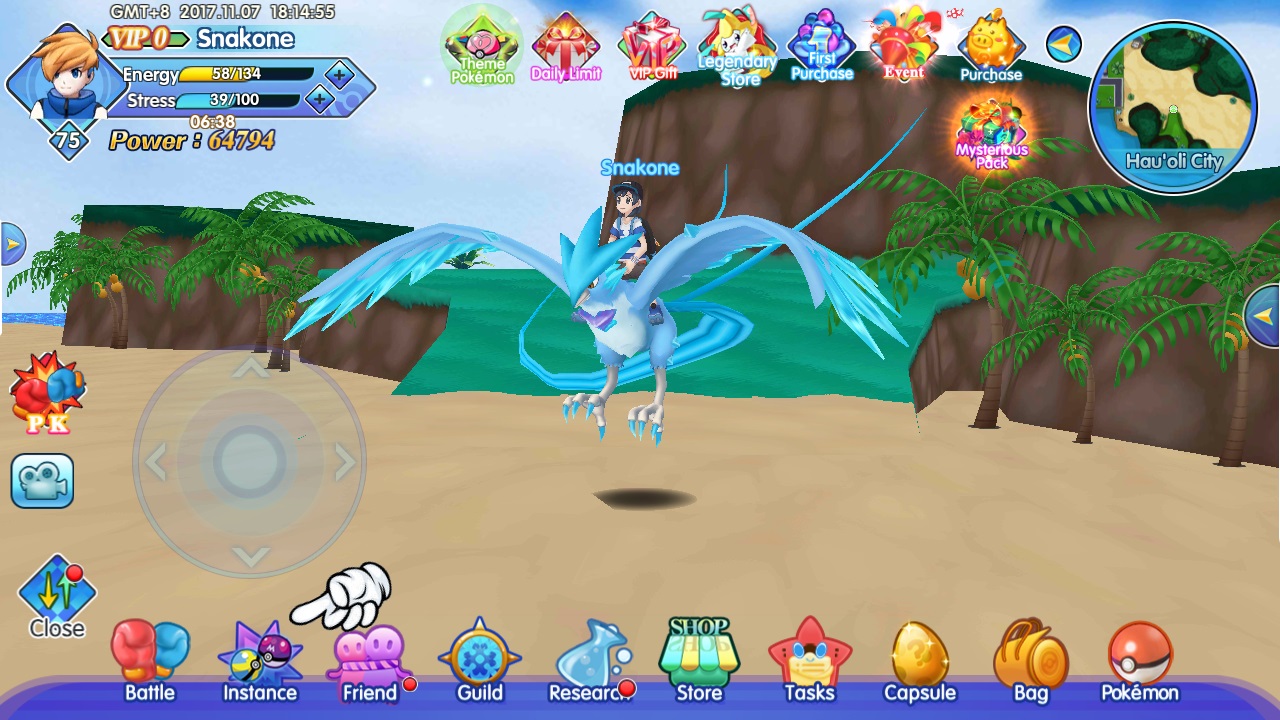 GMT+8 2017.11.07 18:14:55
VIP 0 Snakone
Energy 58/134
Stress 39/100
06:38
75
Power : 64794
Theme Pokémon
Daily Limit
VIP
VIP Gift
Legendary Store
First Purchase
Event
Purchase
Mysterious Pack
Hau'oli City
Snakone
PK
Close
SHOP
Battle
Instance
Friend
Guild
Research
Store
Tasks
Capsule
Bag
Pokémon